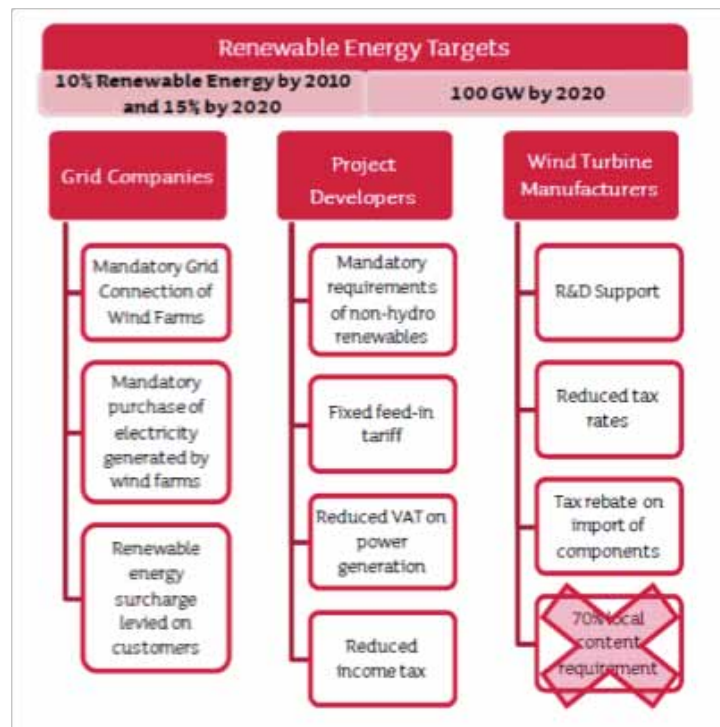 Renewable Energy Targets
10% Renewable Energy by 2010
and 15% by 2020
100 GW by 2020
Grid Companies
Mandatory Grid
Connection of
Wind Farms
Mandatory
purchase of
electricity
generated by
wind farms
Renewable
energy
surcharge
levied on
customers
Project
Developers
Mandatory
requirements
of non-hydro
renewables
Fixed feed-in
tariff
Reduced VAT on
power
generation
Reduced
income tax
Wind Turbine
Manufacturers
R&D Support
Reduced tax
rates
Tax rebate on
import of
components
70% local
content
requirement